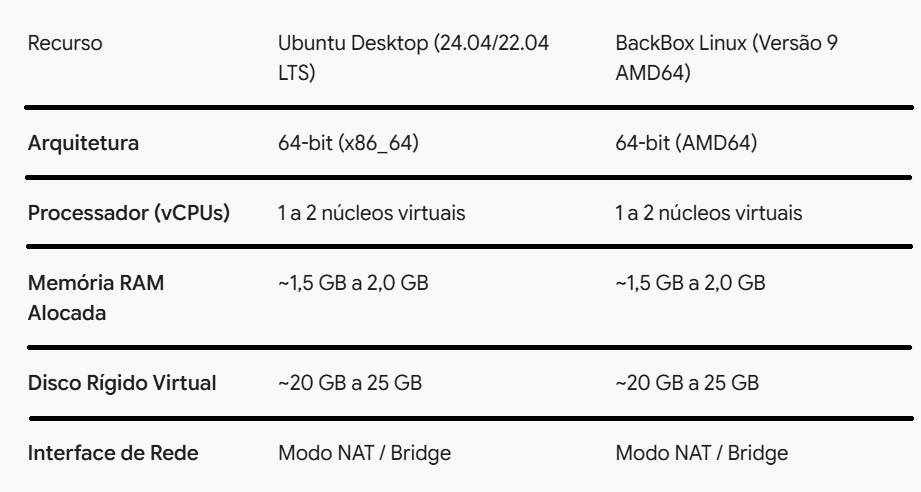 Recurso
Ubuntu Desktop (24.04/22.04
LTS)
BackBox Linux (Versão 9
AMD64)
Arquitetura
64-bit (x86_64)
64-bit (AMD64)
Processador (vCPUs)
1 a 2 núcleos virtuais
1 a 2 núcleos virtuais
Memória RAM
Alocada
~1,5 GB a 2,0 GB
~1,5 GB a 2,0 GB
Disco Rígido Virtual
~20 GB a 25 GB
~20 GB a 25 GB
Interface de Rede
Modo NAT / Bridge
Modo NAT / Bridge